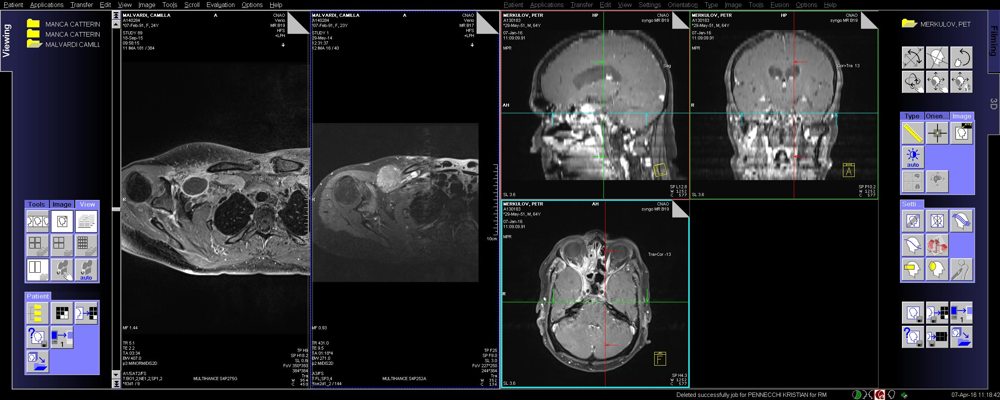 Patient Applications Transfer Edit View Image Tools Scroll Evaluation Options Help
Patient Applications Transfer Edit View Settings Orientation Type Image Tools Fusion Options Help
Viewing
MANCA CATTERIN
MANCA CATTERIN
MALVARDI CAMILL
Tools Image View
auto
Patient
1
MALVARDI, CAMILLA
A140284
*07-Feb-91, F, 24Y
STUDY 89
18-Sep-15
09:58:15
11 IMA 181 / 384
A
CNAO
Verio
MR B19
HFS
+LPH
R
10cm
MF 1.44
TR 5.1
TE 2.2
TA 03:34
BW 407.0
p3 M/NORM/DIS2D
A1/SAT2/FS
T:BO1,2;NE1,2;SP1,2
*fl3d1 / 9
MULTIHANCE S4P275G
TP H9
SP H18.2
SL 0.8
FoV 350*350
384*384
Tra
W 954
C 450
MALVARDI, CAMILLA
A140284
*07-Feb-91, F, 23Y
STUDY 1
29-May-14
12:31:37
12 IMA 16 / 40
A
CNAO
Verio
MR B17
HFS
+LPH
R
10cm
MF 0.93
TR 431.0
TE 9.5
TA 01:18*4
BW 271.0
p2 M/DIS2D
A3/FS
T:FL;SP3,4
*tse2d1_2 / 144
MULTIHANCE S4P252A
TP F25
SP F9.0
SL 3.0
FoV 227*250
244*384
Tra
W 352
C 136
MERKULOV, PETR
A130183
*29-May-51, M, 64Y
07-Jan-16
11:09:09.91
MPR
HP
CNAO
syngo MR B19
Sag
AH
L
SL 3.6
SP L12.8
W 1252
C 577
MERKULOV, PETR
A130183
*29-May-51, M, 64Y
07-Jan-16
11:09:09.91
MPR
HP
CNAO
syngo MR B19
Cor>Tra 13
R
A
SL 3.6
SP P10.2
W 1252
C 577
MERKULOV, PETR
A130183
*29-May-51, M, 64Y
07-Jan-16
11:09:09.91
MPR
AH
CNAO
syngo MR B19
Tra>Cor -13
R
F
SL 3.6
SP H4.3
W 1252
C 577
MERKULOV, PET
Filming
3D
Type Orien... Image
XYZ
auto
Setti...
1
Deleted successfully job for PENNECCHI KRISTIAN for RM
07-Apr-16 11:18:42